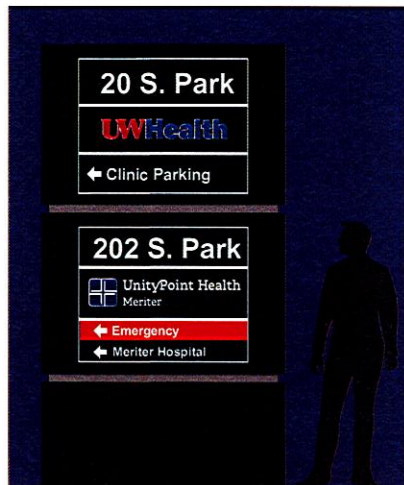 20 S. Park
UWHealth
← Clinic Parking
202 S. Park
UnityPoint Health
Meriter
← Emergency
← Meriter Hospital